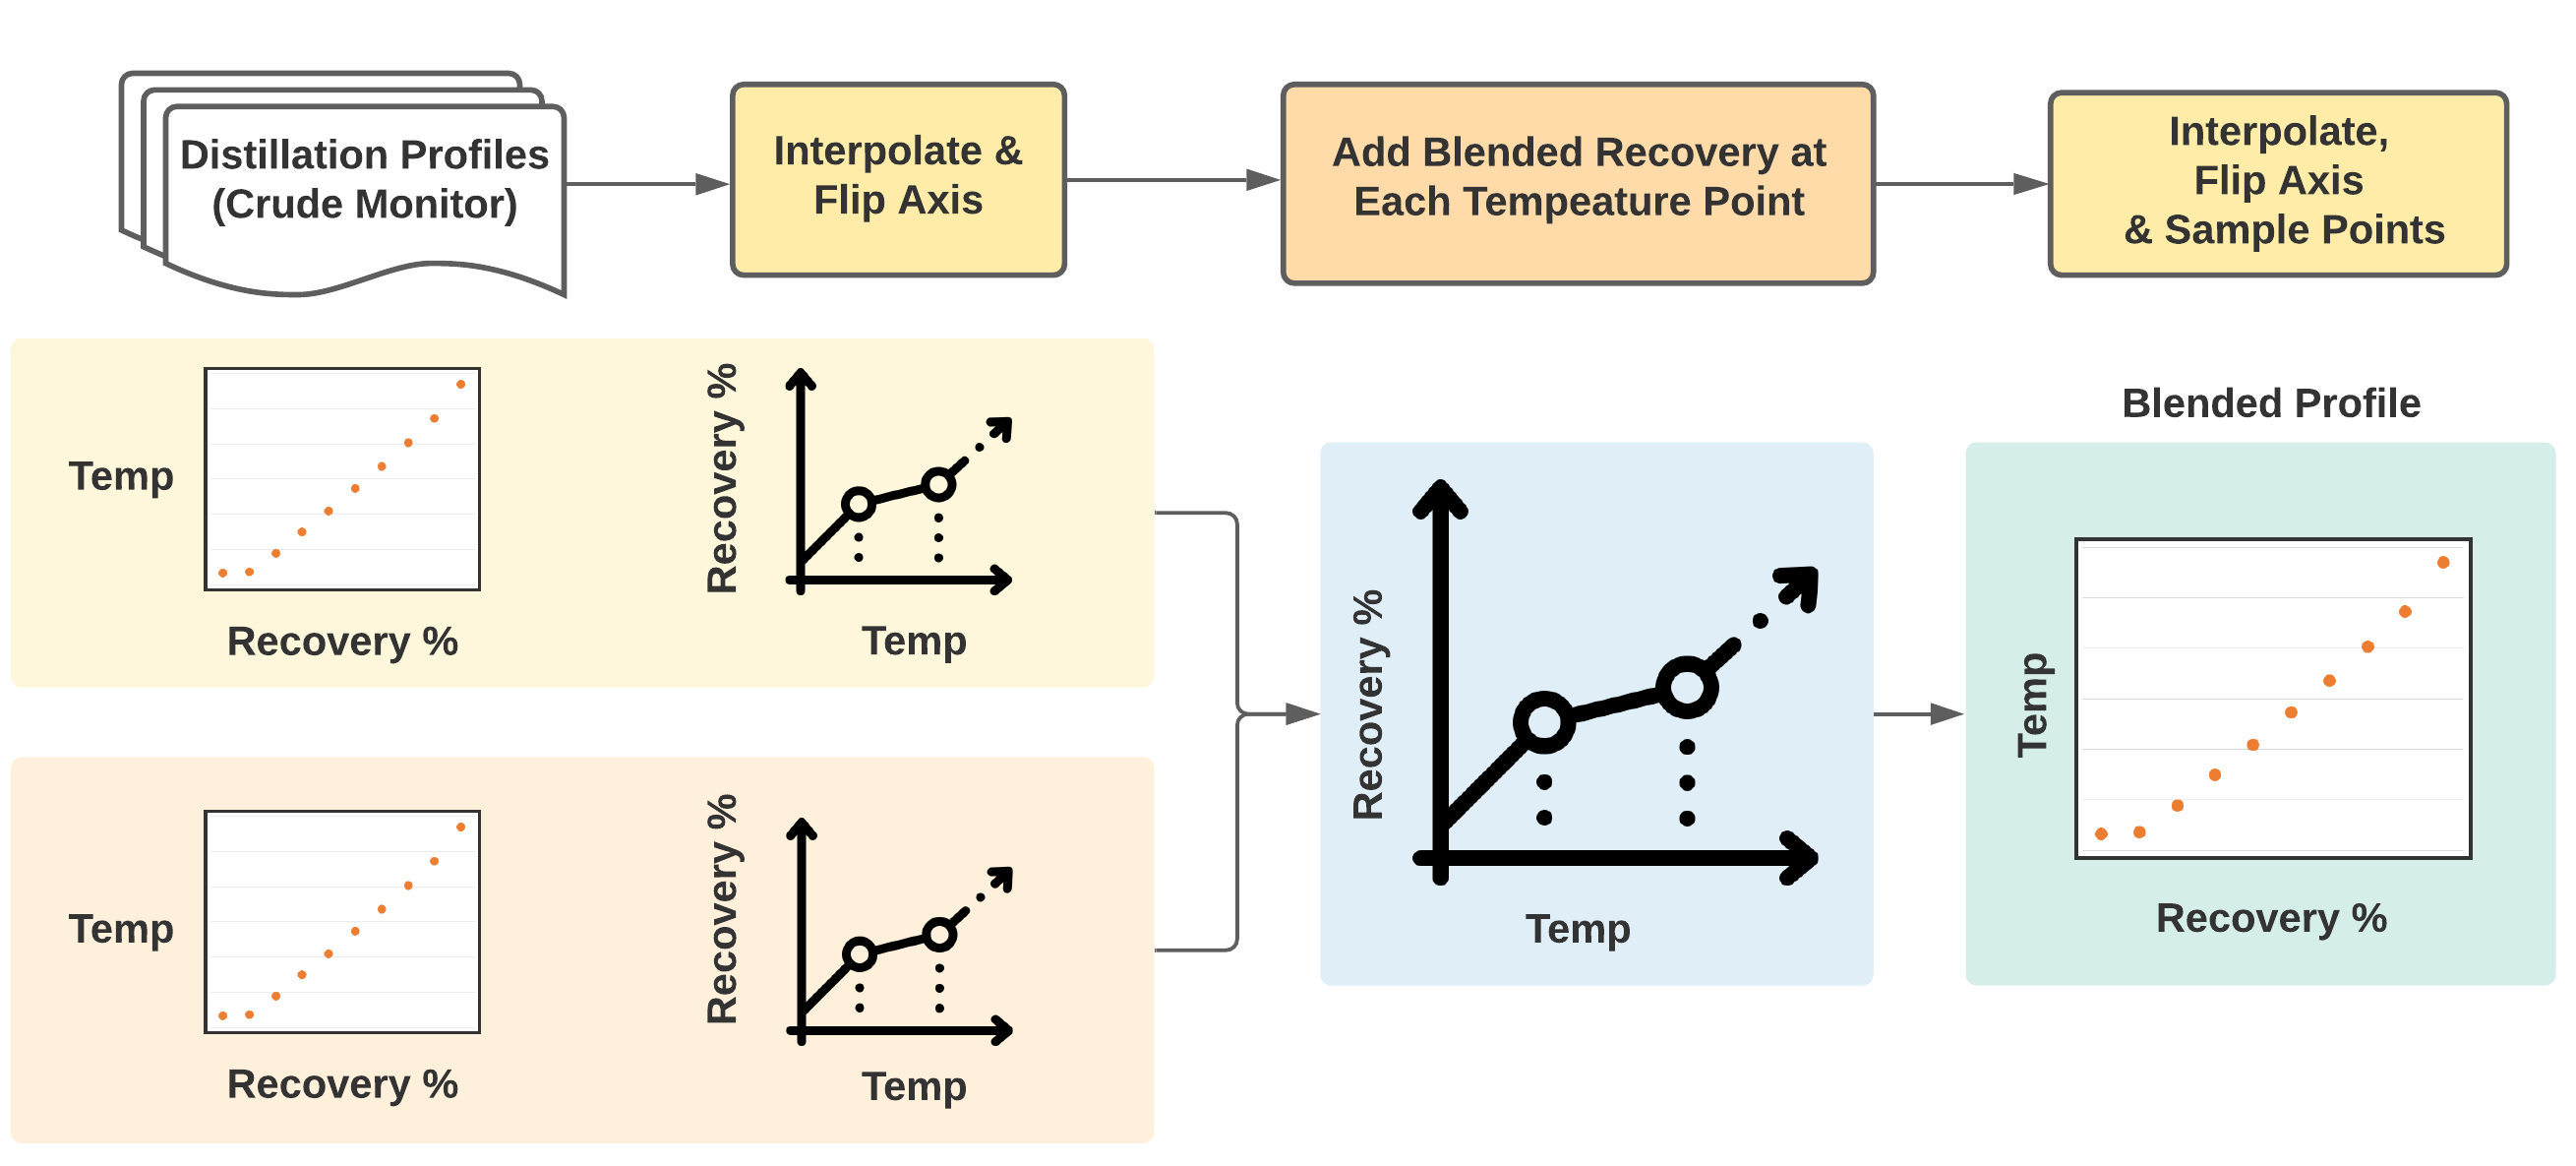 Distillation Profiles
(Crude Monitor)
Interpolate &
Flip Axis
Add Blended Recovery at
Each Tempeature Point
Interpolate,
Flip Axis
& Sample Points
Temp
Recovery %
Recovery %
Temp
Temp
Recovery %
Recovery %
Temp
Recovery %
Temp
Blended Profile
Temp
Recovery %